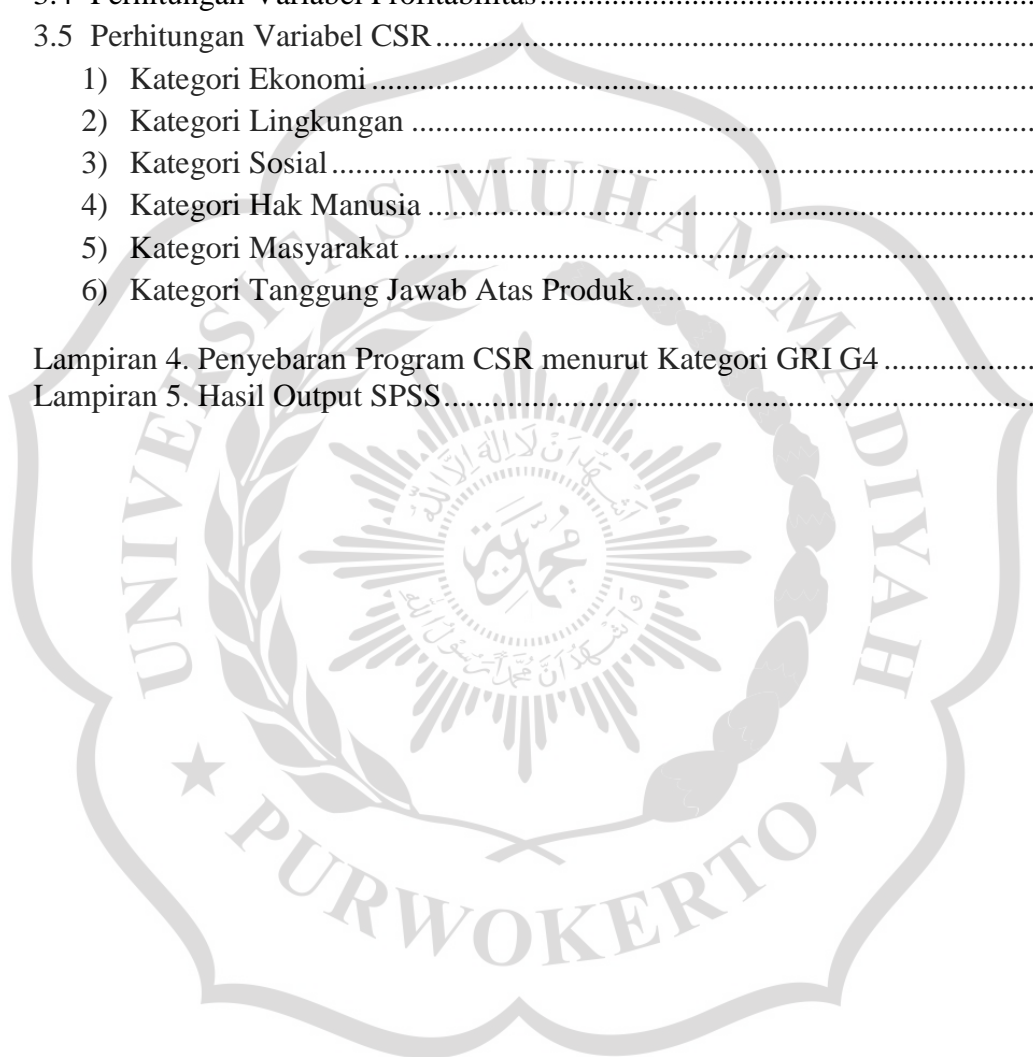 3.4 Perhitungan Variabel Profitabilitas
3.5 Perhitungan Variabel CSR
1) Kategori Ekonomi
2) Kategori Lingkungan
3) Kategori Sosial
4) Kategori Hak Manusia
5) Kategori Masyarakat
6) Kategori Tanggung Jawab Atas Produk
Lampiran 4. Penyebaran Program CSR menurut Kategori GRI G4
Lampiran 5. Hasil Output SPSS
UNIVERSITAS MUHAMMADIYAH
PURWOKERTO